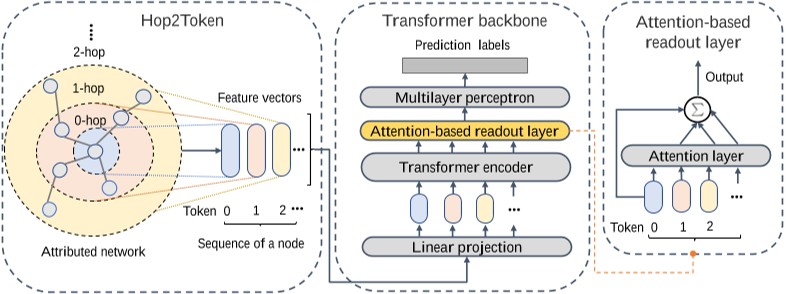 Hop2Token
2-hop
1-hop
0-hop
Feature vectors
Token 0 1 2 •••
Attributed network
Sequence of a node
Transformer backbone
Prediction labels
Multilayer perceptron
Attention-based readout layer
Transformer encoder
Linear projection
Attention-based
readout layer
Output
Σ
Attention layer
Token 0 1 2